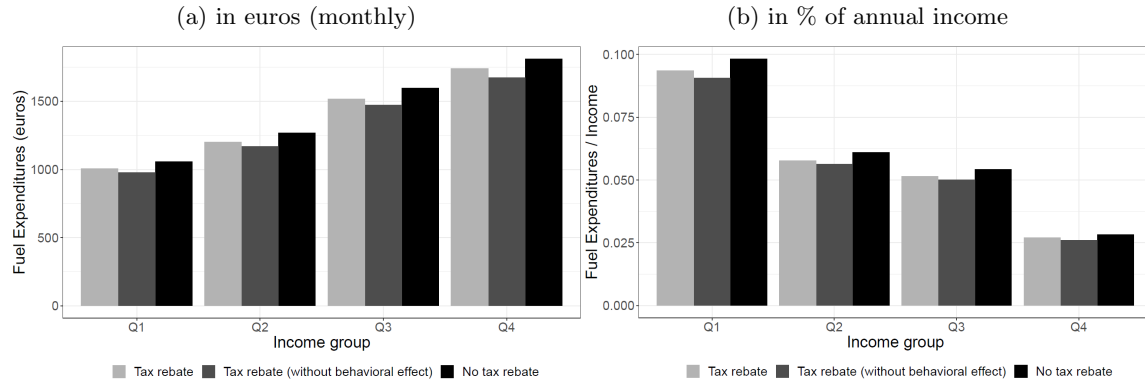 (a) in euros (monthly)
Fuel Expenditures (euros)
1500
1000
500
0
Q1 Q2 Q3 Q4
Income group
Tax rebate Tax rebate (without behavioral effect) No tax rebate
(b) in % of annual income
Fuel Expenditures / Income
0.100
0.075
0.050
0.025
0.000
Q1 Q2 Q3 Q4
Income group
Tax rebate Tax rebate (without behavioral effect) No tax rebate